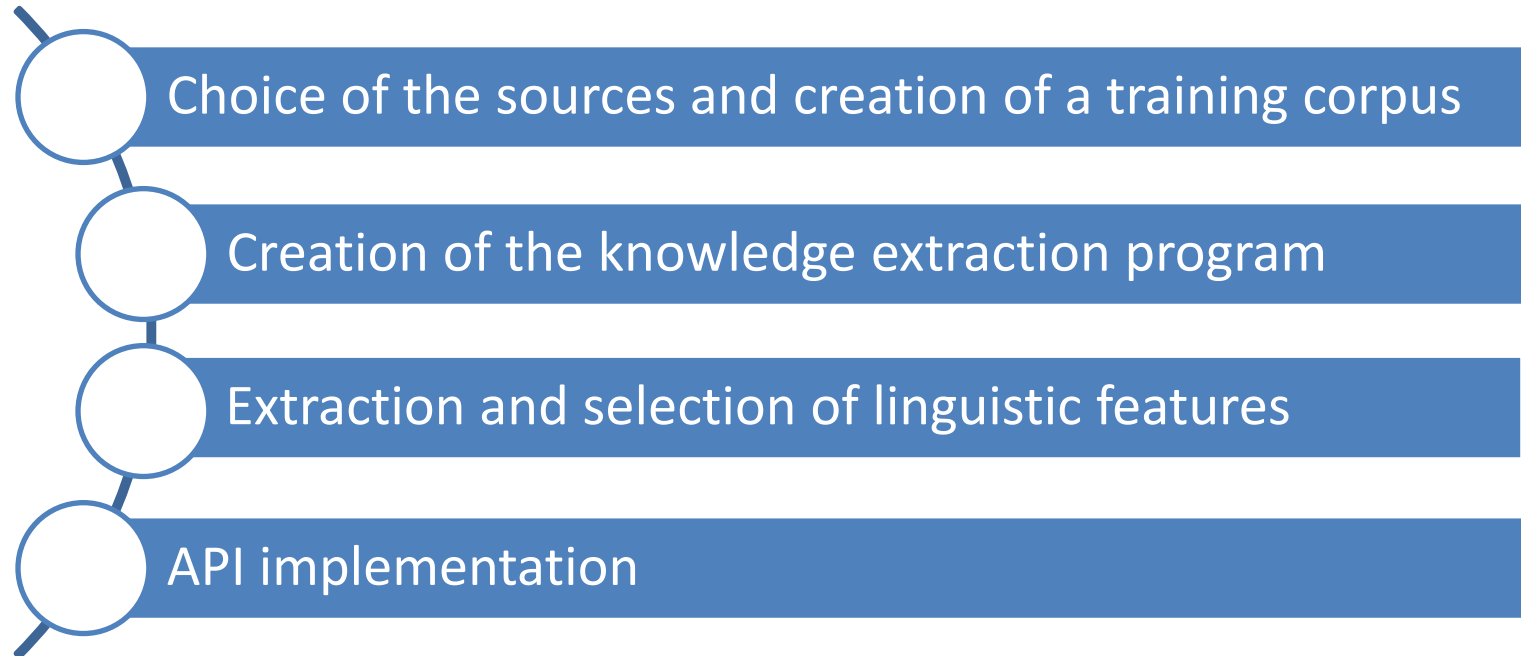 Choice of the sources and creation of a training corpus
Creation of the knowledge extraction program
Extraction and selection of linguistic features
API implementation